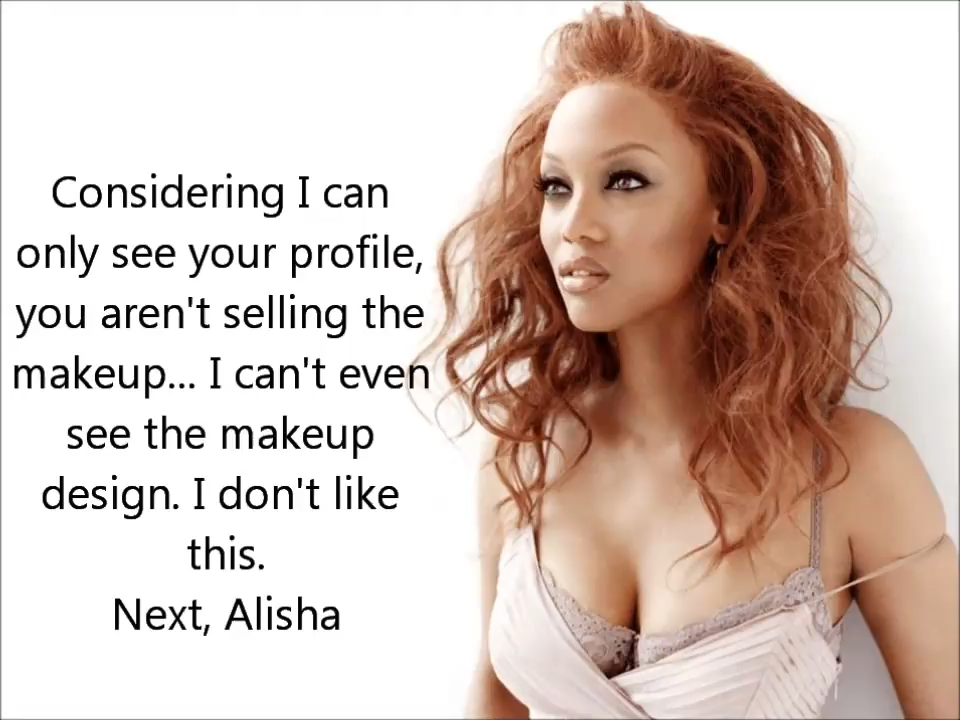 Considering I can
only see your profile,
you aren't selling the
makeup... I can't even
see the makeup
design. I don't like
this.
Next, Alisha